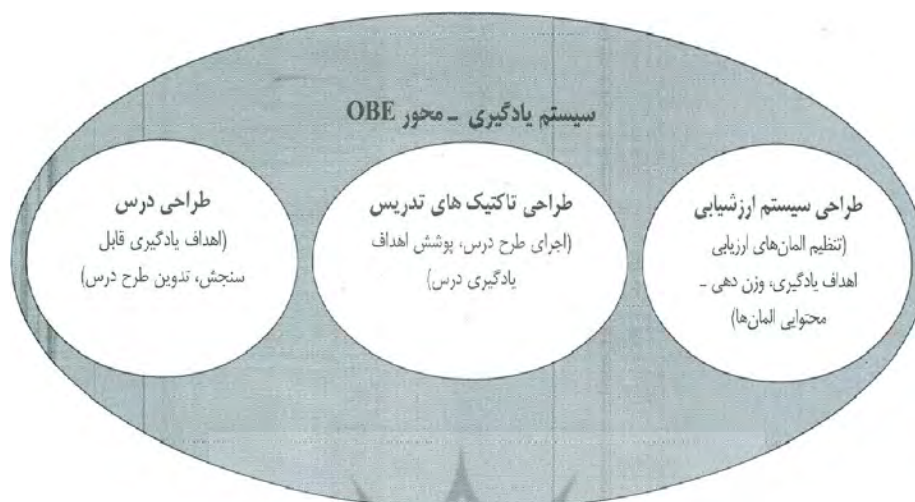 سیستم یادگیری - محور OBE
طراحی سیستم ارزشیابی
(تنظیم المان‌های ارزیابی
اهداف یادگیری، وزن دهی -
محتوایی المان‌ها)
طراحی تاکتیک های تدریس
(اجرای طرح درس، پوشش اهداف
یادگیری درس)
طراحی درس
(اهداف یادگیری قابل
سنجش، تدوین طرح درس)